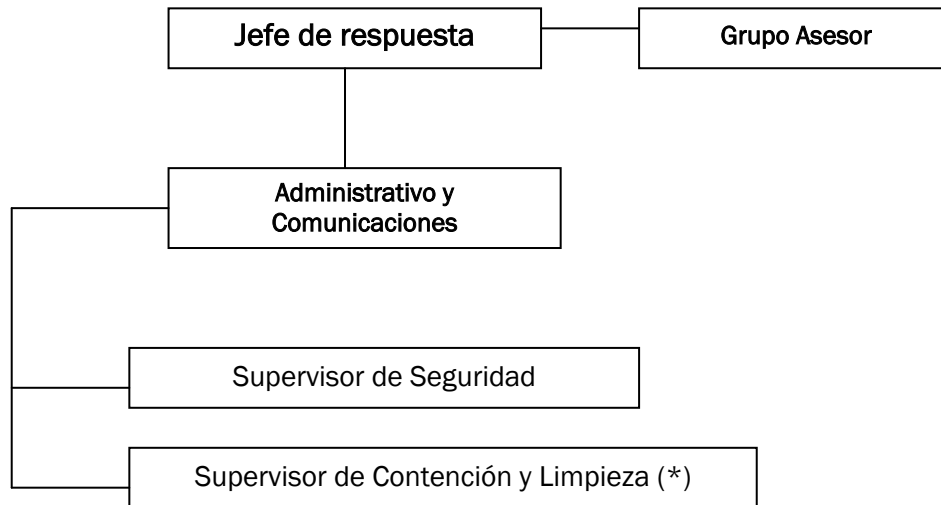 Jefe de respuesta
Grupo Asesor
Administrativo y
Comunicaciones
Supervisor de Seguridad
Supervisor de Contención y Limpieza (*)